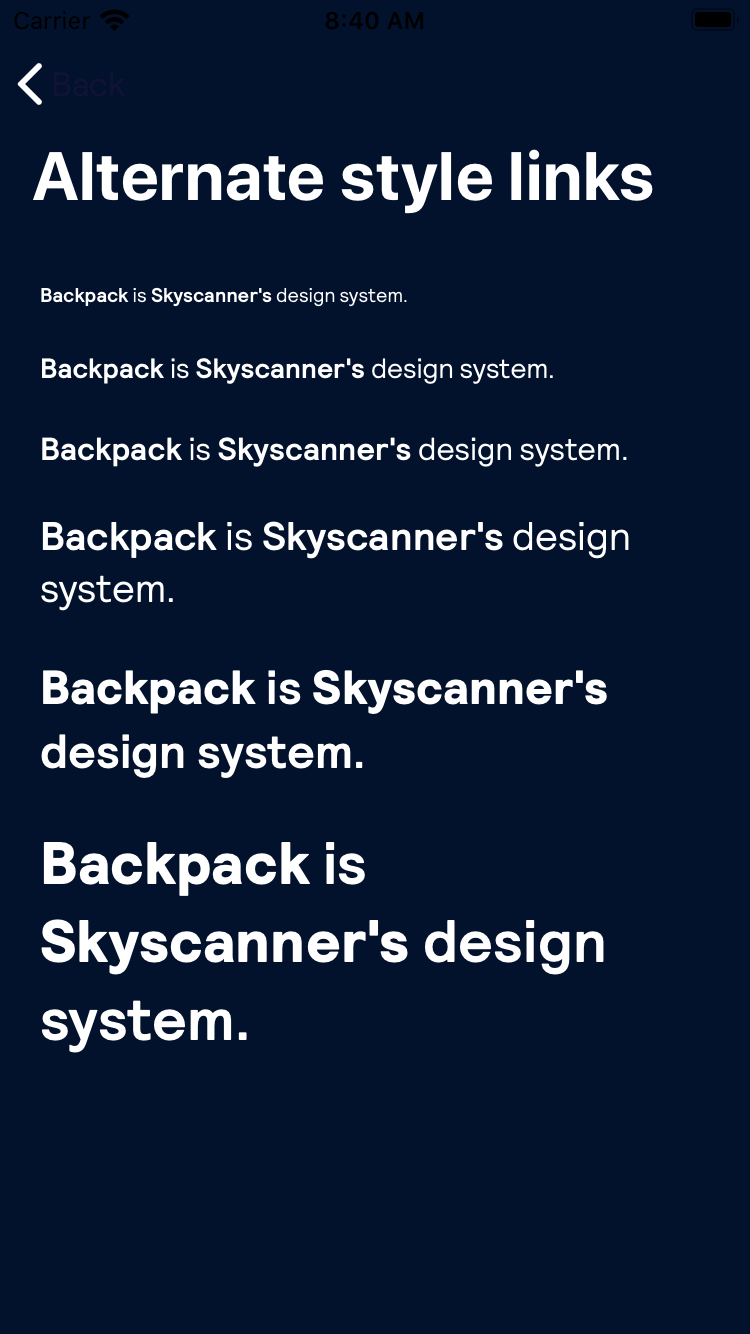 Carrier 8:40 AM
Back
Alternate style links
Backpack is Skyscanner's design system.
Backpack is Skyscanner's design system.
Backpack is Skyscanner's design system.
Backpack is Skyscanner's design
system.
Backpack is Skyscanner's
design system.
Backpack is
Skyscanner's design
system.